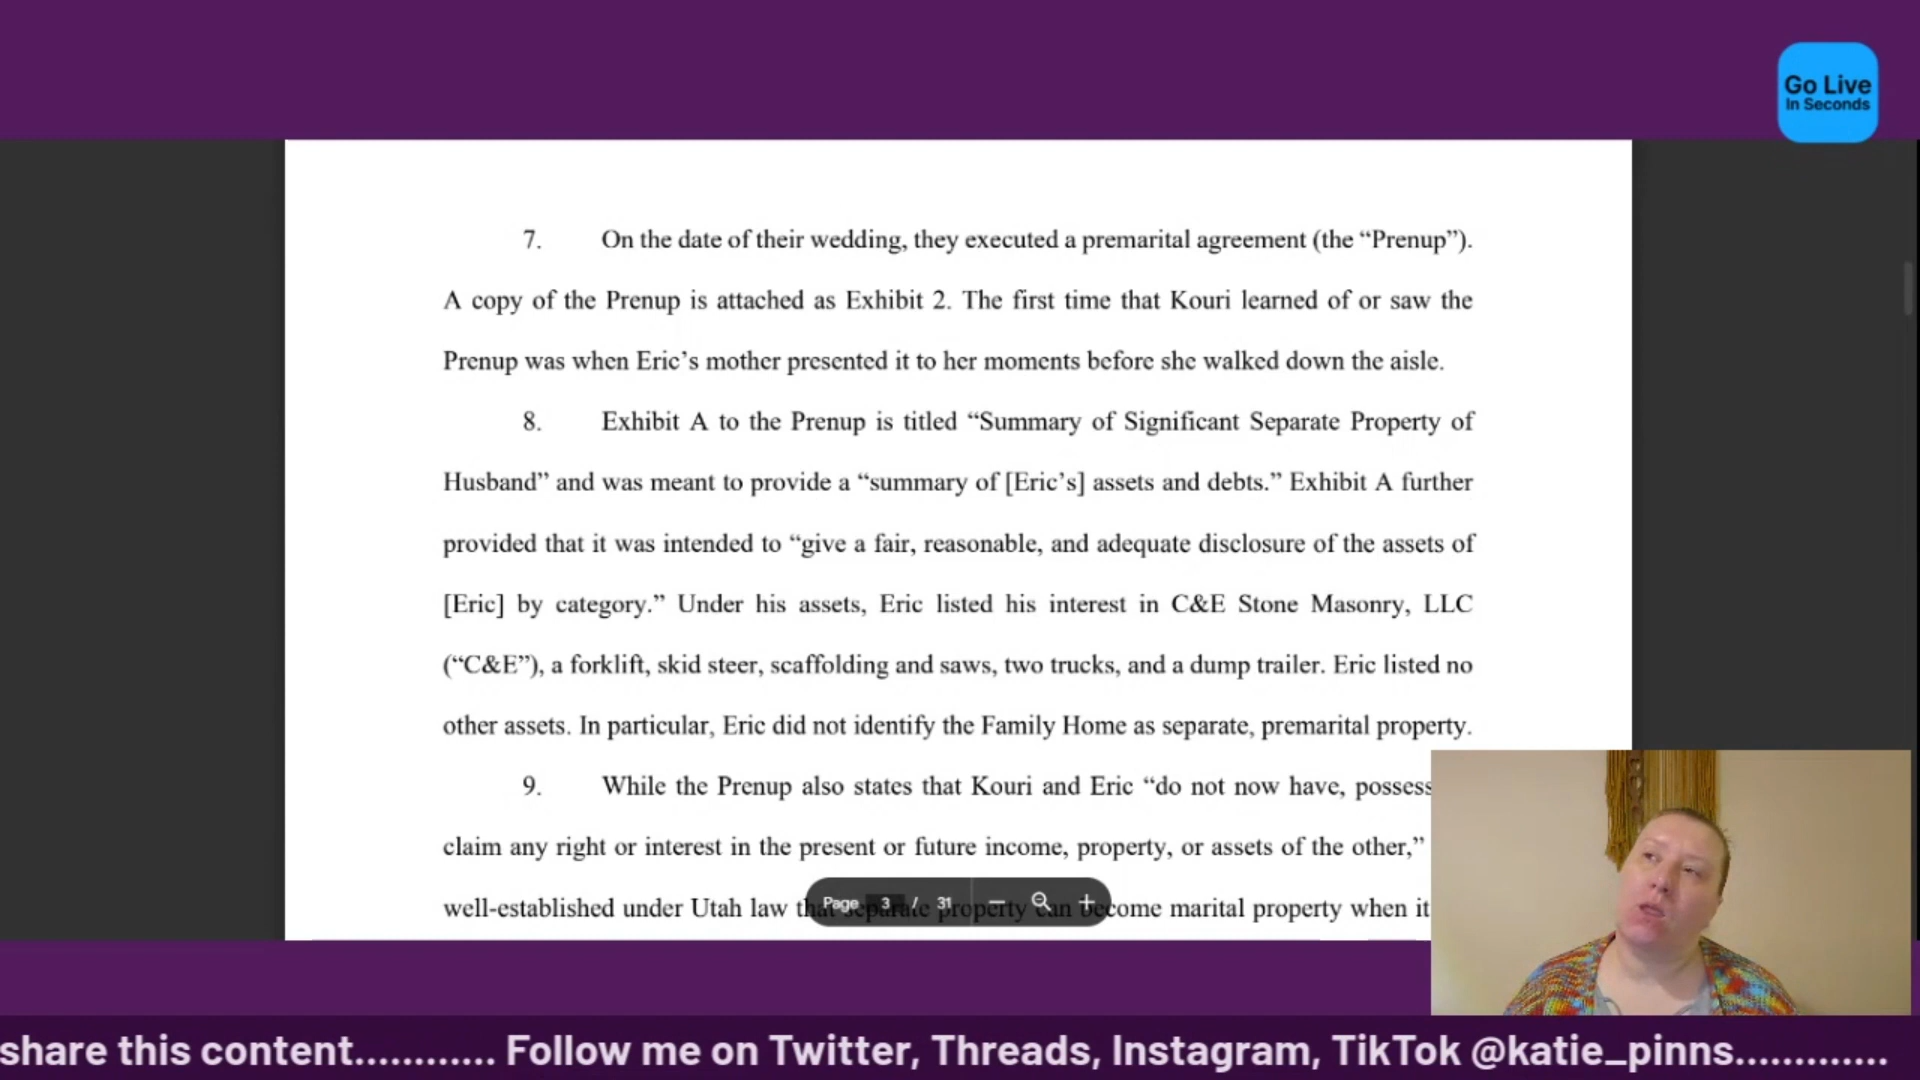 Go Live
In Seconds
7. On the date of their wedding, they executed a premarital agreement (the “Prenup”).
A copy of the Prenup is attached as Exhibit 2. The first time that Kouri learned of or saw the
Prenup was when Eric’s mother presented it to her moments before she walked down the aisle.
8. Exhibit A to the Prenup is titled “Summary of Significant Separate Property of
Husband” and was meant to provide a “summary of [Eric’s] assets and debts.” Exhibit A further
provided that it was intended to “give a fair, reasonable, and adequate disclosure of the assets of
[Eric] by category.” Under his assets, Eric listed his interest in C&E Stone Masonry, LLC
(“C&E”), a forklift, skid steer, scaffolding and saws, two trucks, and a dump trailer. Eric listed no
other assets. In particular, Eric did not identify the Family Home as separate, premarital property.
9. While the Prenup also states that Kouri and Eric “do not now have, possess
claim any right or interest in the present or future income, property, or assets of the other,”
well-established under Utah law that separate property can become marital property when it
Page 3 / 31
share this content............ Follow me on Twitter, Threads, Instagram, TikTok @katie_pinns.............